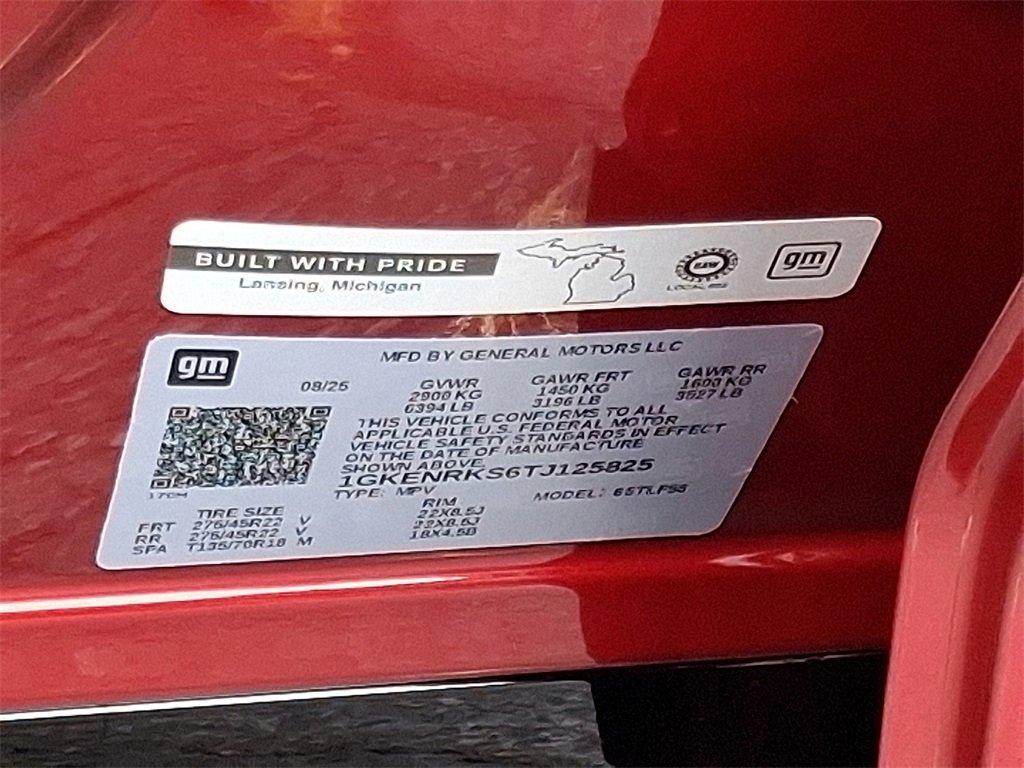 BUILT WITH PRIDE
Lansing, Michigan
UAW
LOCAL
gm
gm
MFD BY GENERAL MOTORS LLC
08/25 GVWR GAWR FRT GAWR RR
2900 KG 1450 KG 1600 KG
6394 LB 3196 LB 3527 LB
THIS VEHICLE CONFORMS TO ALL
APPLICABLE U.S. FEDERAL MOTOR
VEHICLE SAFETY STANDARDS IN EFFECT
ON THE DATE OF MANUFACTURE
SHOWN ABOVE.
1GKENRKS6TJ125825
TYPE: MPV MODEL:
TIRE SIZE RIM
FRT 275/45R22 V 22X8.5J
RR 275/45R22 V 22X8.5J
SPA T135/70R18 M 18X4.5B